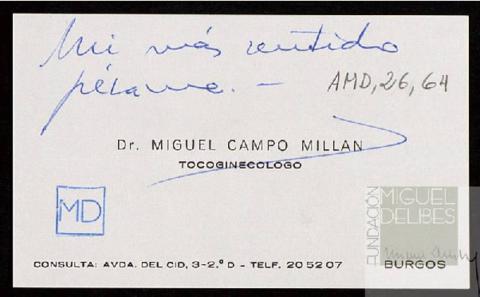 Mi más sentido
pésame. —
AMD, 26, 64
Dr. MIGUEL CAMPO MILLAN
TOCOGINECOLOGO
MD
FUNDACIÓN
MIGUEL
DELIBES
CONSULTA: AVDA. DEL CID, 3-2.º D - TELF. 20 52 07 BURGOS